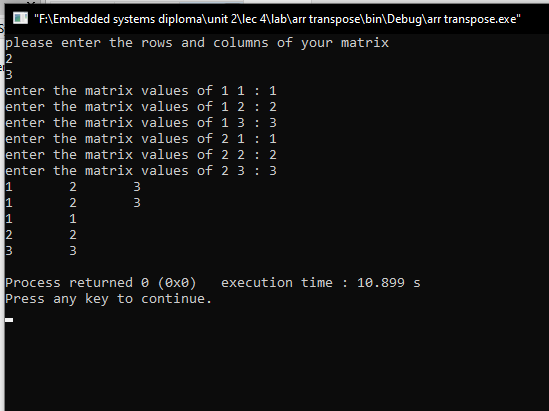 "F:\Embedded systems diploma\unit 2\lec 4\lab\arr transpose\bin\Debug\arr transpose.exe"
please enter the rows and columns of your matrix
2
3
enter the matrix values of 1 1 : 1
enter the matrix values of 1 2 : 2
enter the matrix values of 1 3 : 3
enter the matrix values of 2 1 : 1
enter the matrix values of 2 2 : 2
enter the matrix values of 2 3 : 3
1 2 3
1 2 3
1 1
2 2
3 3
Process returned 0 (0x0) execution time : 10.899 s
Press any key to continue.